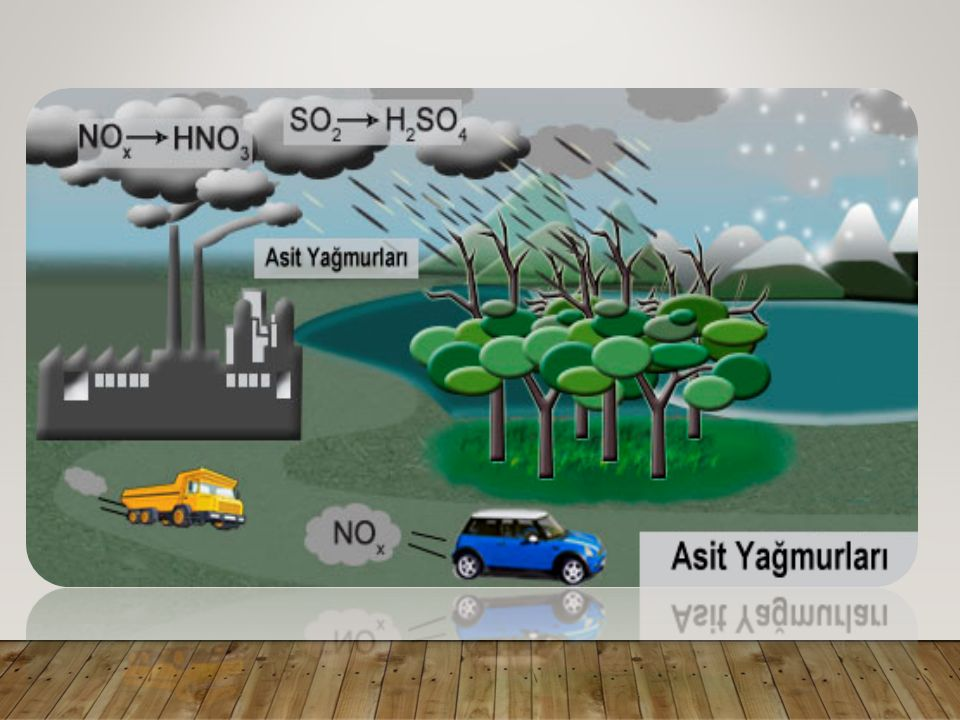 NOx→HNO3
SO2→H2SO4
Asit Yağmurları
NOx
Asit Yağmurları